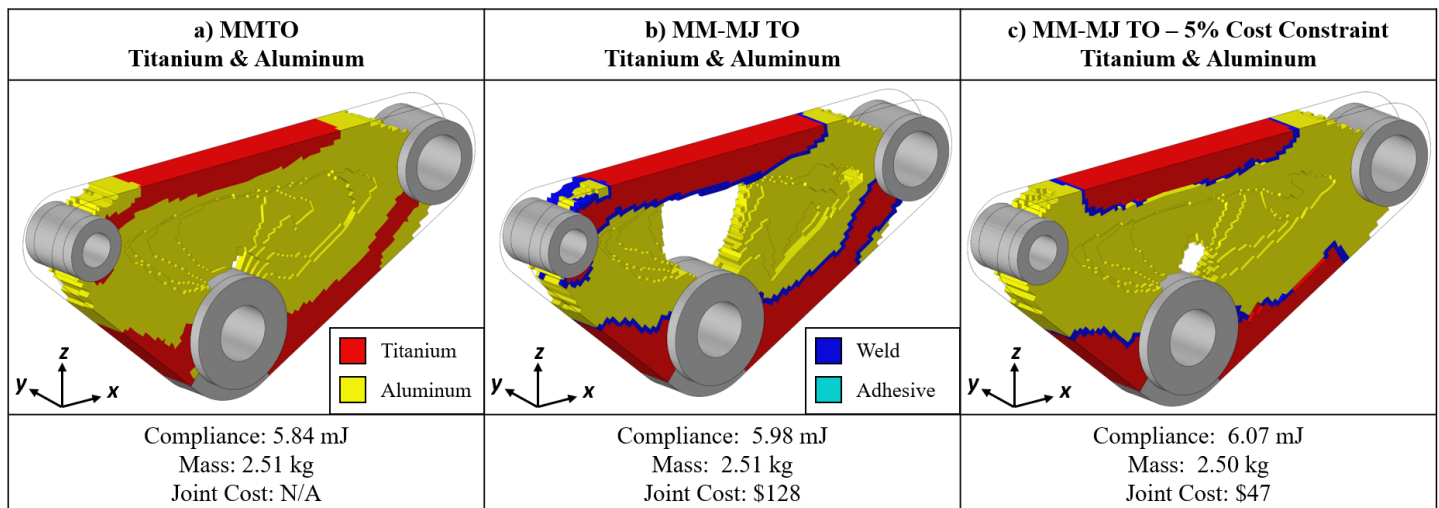 a) MMTO
Titanium & Aluminum
b) MM-MJ TO
Titanium & Aluminum
c) MM-MJ TO – 5% Cost Constraint
Titanium & Aluminum
z
y
x
Titanium
Aluminum
z
y
x
Weld
Adhesive
z
y
x
Compliance: 5.84 mJ
Mass: 2.51 kg
Joint Cost: N/A
Compliance: 5.98 mJ
Mass: 2.51 kg
Joint Cost: $128
Compliance: 6.07 mJ
Mass: 2.50 kg
Joint Cost: $47